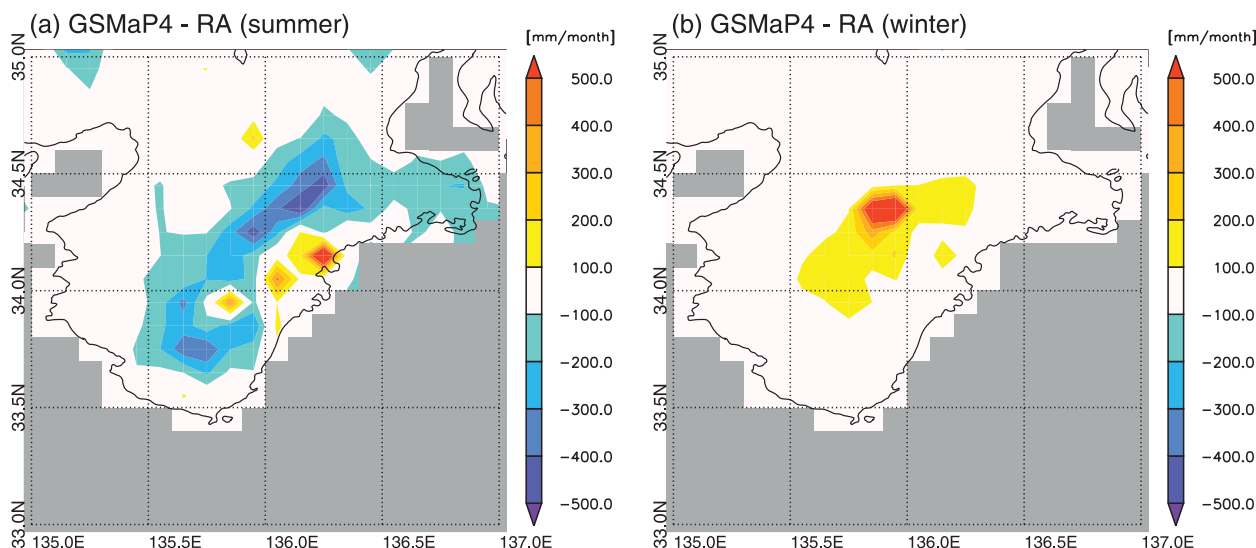 (a) GSMaP4 - RA (summer)
[mm/month]
35.0N
34.5N
34.0N
33.5N
33.0N
135.0E 135.5E 136.0E 136.5E 137.0E
500.0
400.0
300.0
200.0
100.0
-100.0
-200.0
-300.0
-400.0
-500.0
(b) GSMaP4 - RA (winter)
[mm/month]
35.0N
34.5N
34.0N
33.5N
33.0N
135.0E 135.5E 136.0E 136.5E 137.0E
500.0
400.0
300.0
200.0
100.0
-100.0
-200.0
-300.0
-400.0
-500.0